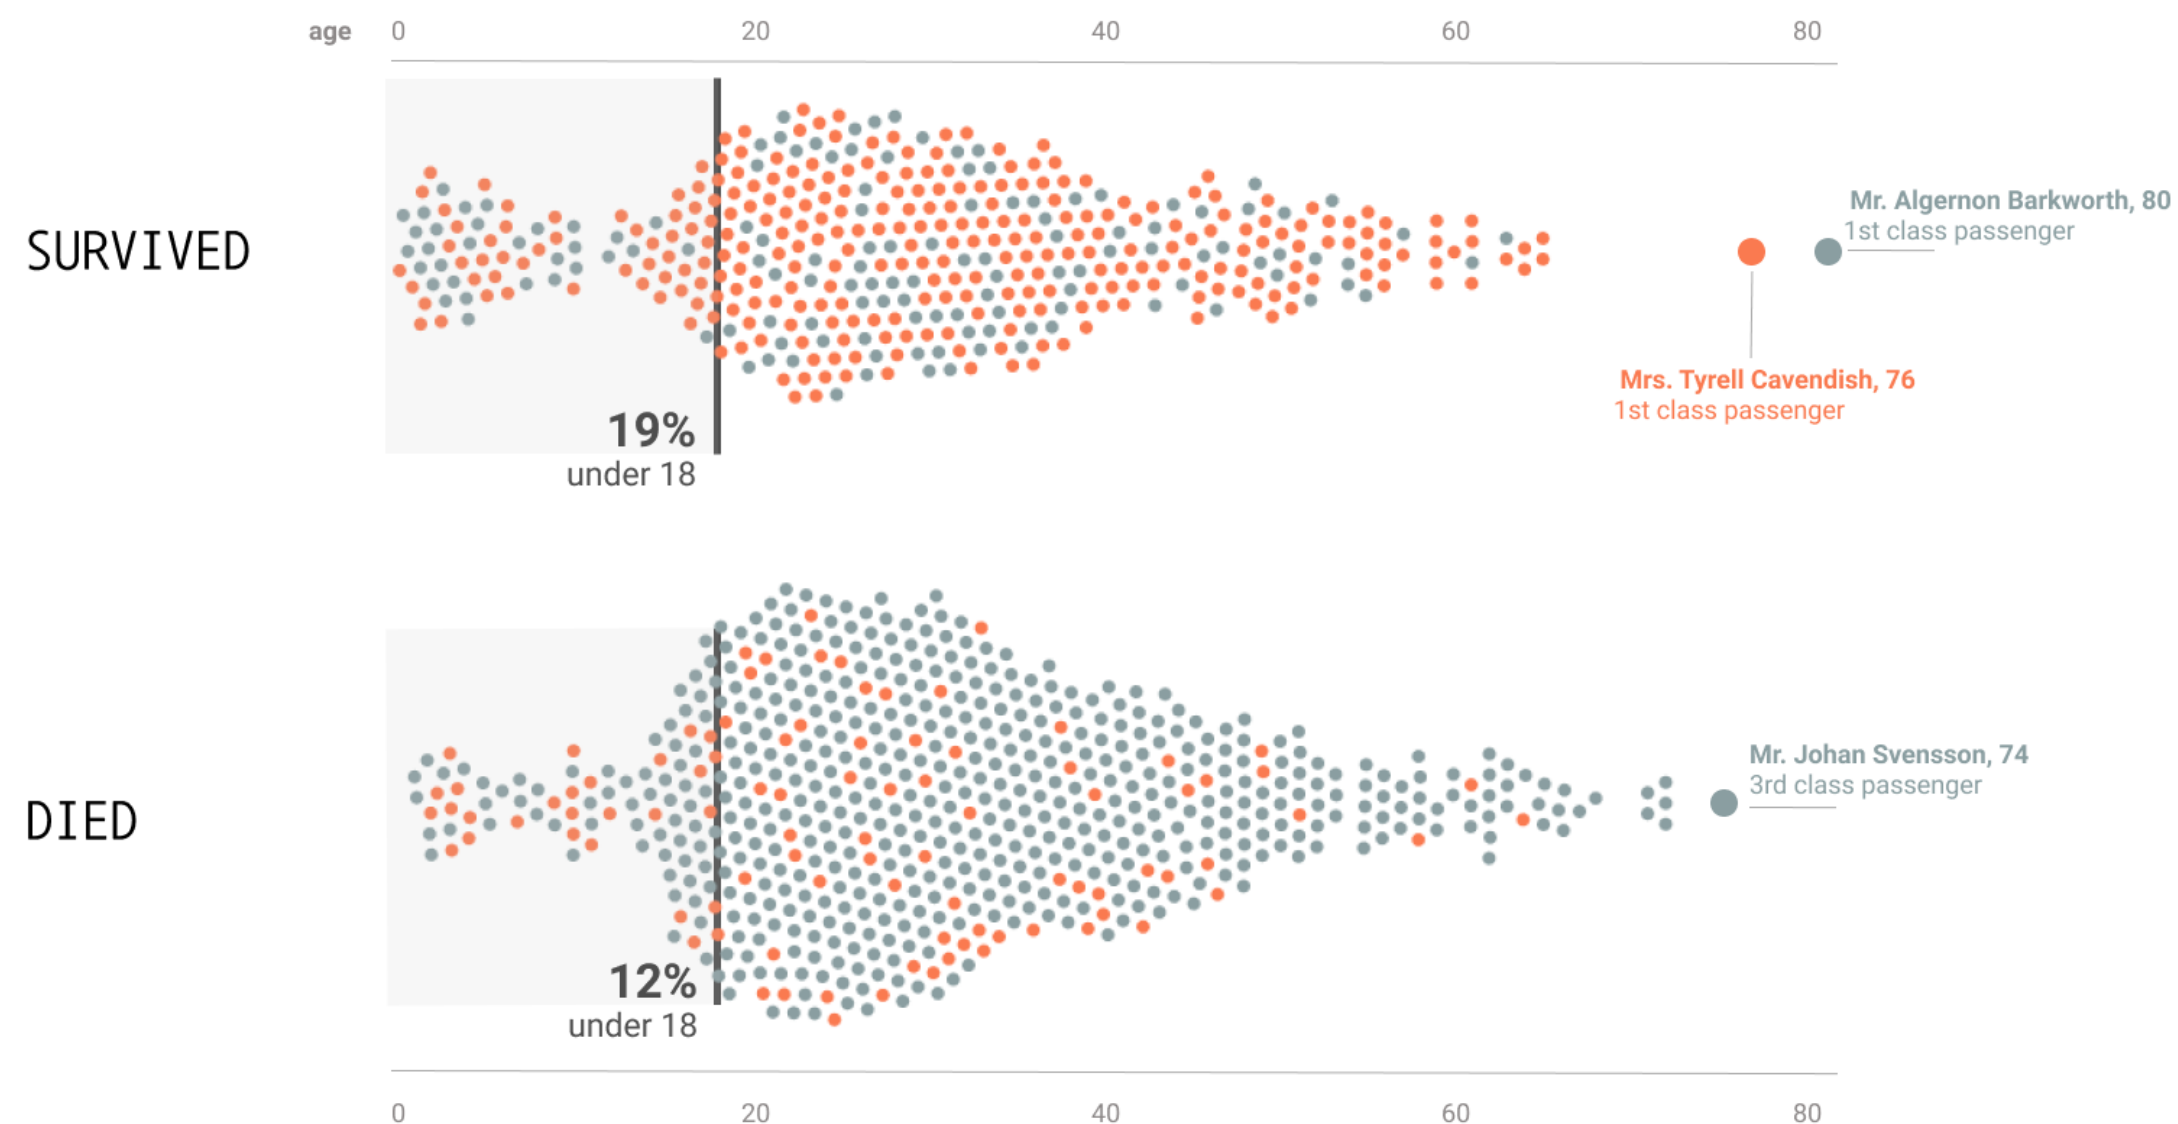 age 0 20 40 60 80
SURVIVED
Mr. Algernon Barkworth, 80
1st class passenger
Mrs. Tyrell Cavendish, 76
1st class passenger
19%
under 18
DIED
Mr. Johan Svensson, 74
3rd class passenger
12%
under 18
0 20 40 60 80